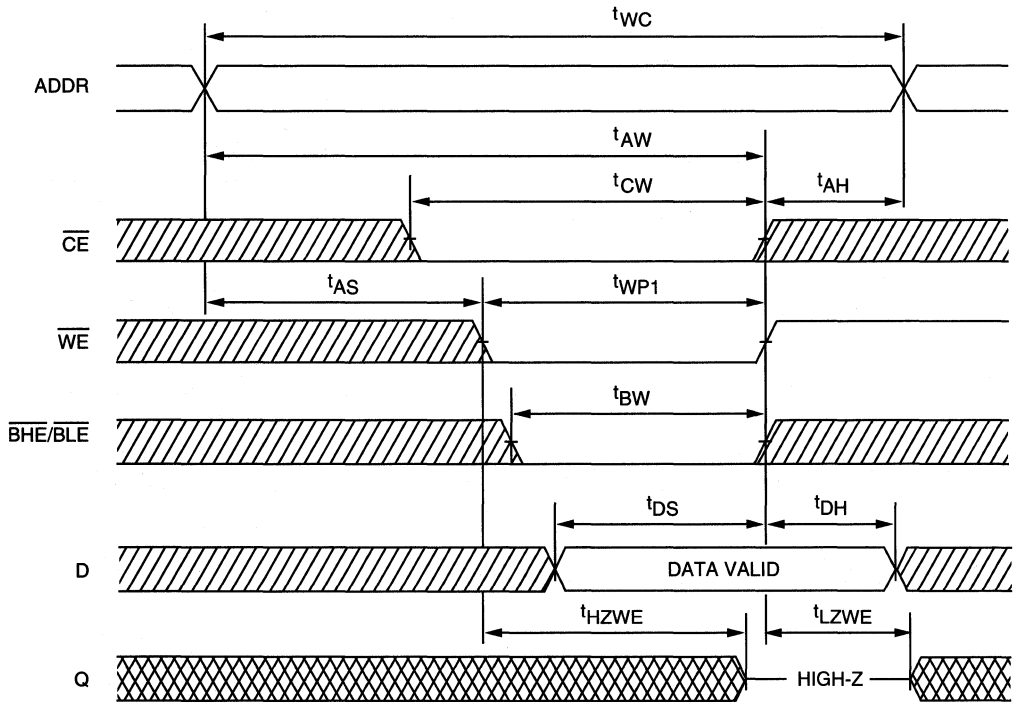 tWC
ADDR
tAW
tCW
tAH
CE
tAS
tWP1
WE
tBW
BHE/BLE
tDS
tDH
D
DATA VALID
tHZWE
tLZWE
Q
HIGH-Z